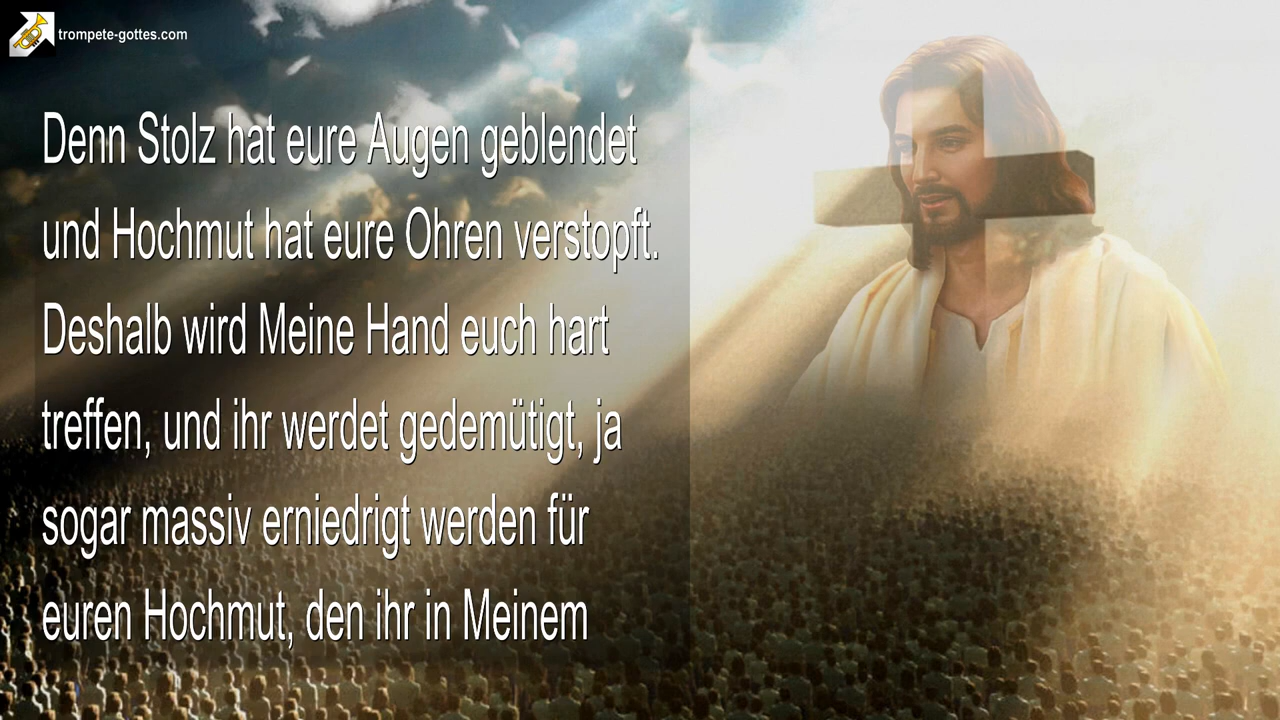 trompete-gottes.com
Denn Stolz hat eure Augen geblendet
und Hochmut hat eure Ohren verstopft.
Deshalb wird Meine Hand euch hart
treffen, und ihr werdet gedemütigt, ja
sogar massiv erniedrigt werden für
euren Hochmut, den ihr in Meinem